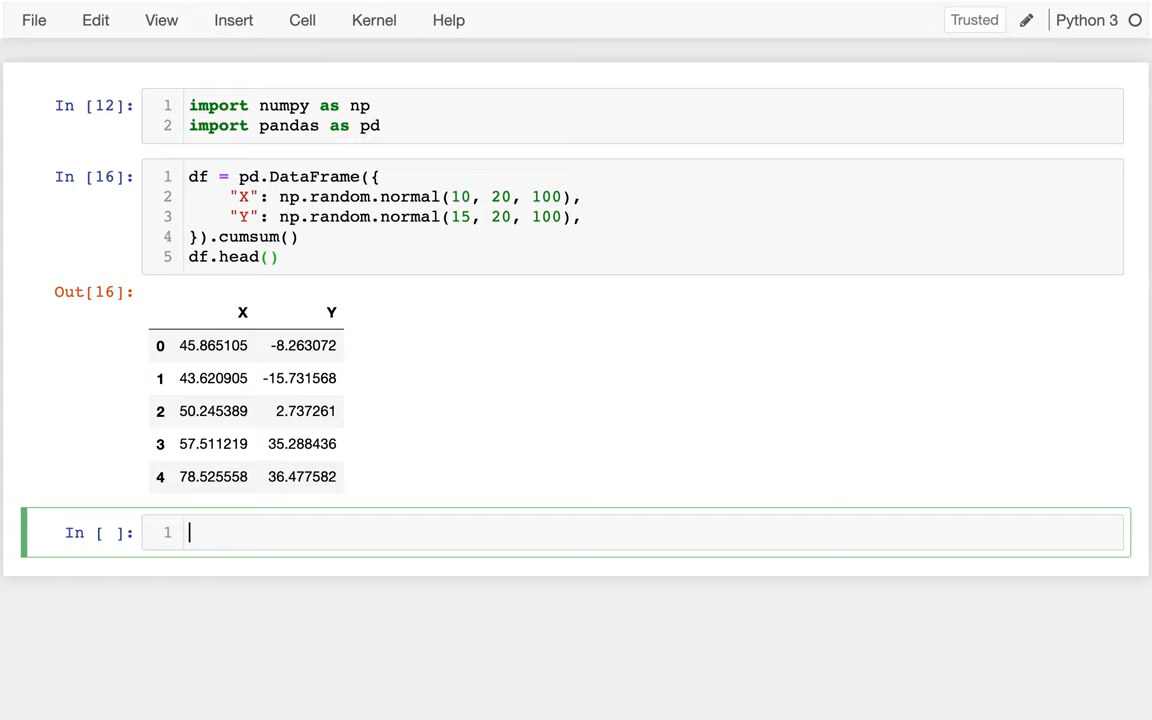 File Edit View Insert Cell Kernel Help Trusted Python 3
In [12]:
1 import numpy as np
2 import pandas as pd
In [16]:
1 df = pd.DataFrame({
2     "X": np.random.normal(10, 20, 100),
3     "Y": np.random.normal(15, 20, 100),
4 }).cumsum()
5 df.head()
Out[16]:
X Y
0 45.865105 -8.263072
1 43.620905 -15.731568
2 50.245389 2.737261
3 57.511219 35.288436
4 78.525558 36.477582
In [ ]: 1